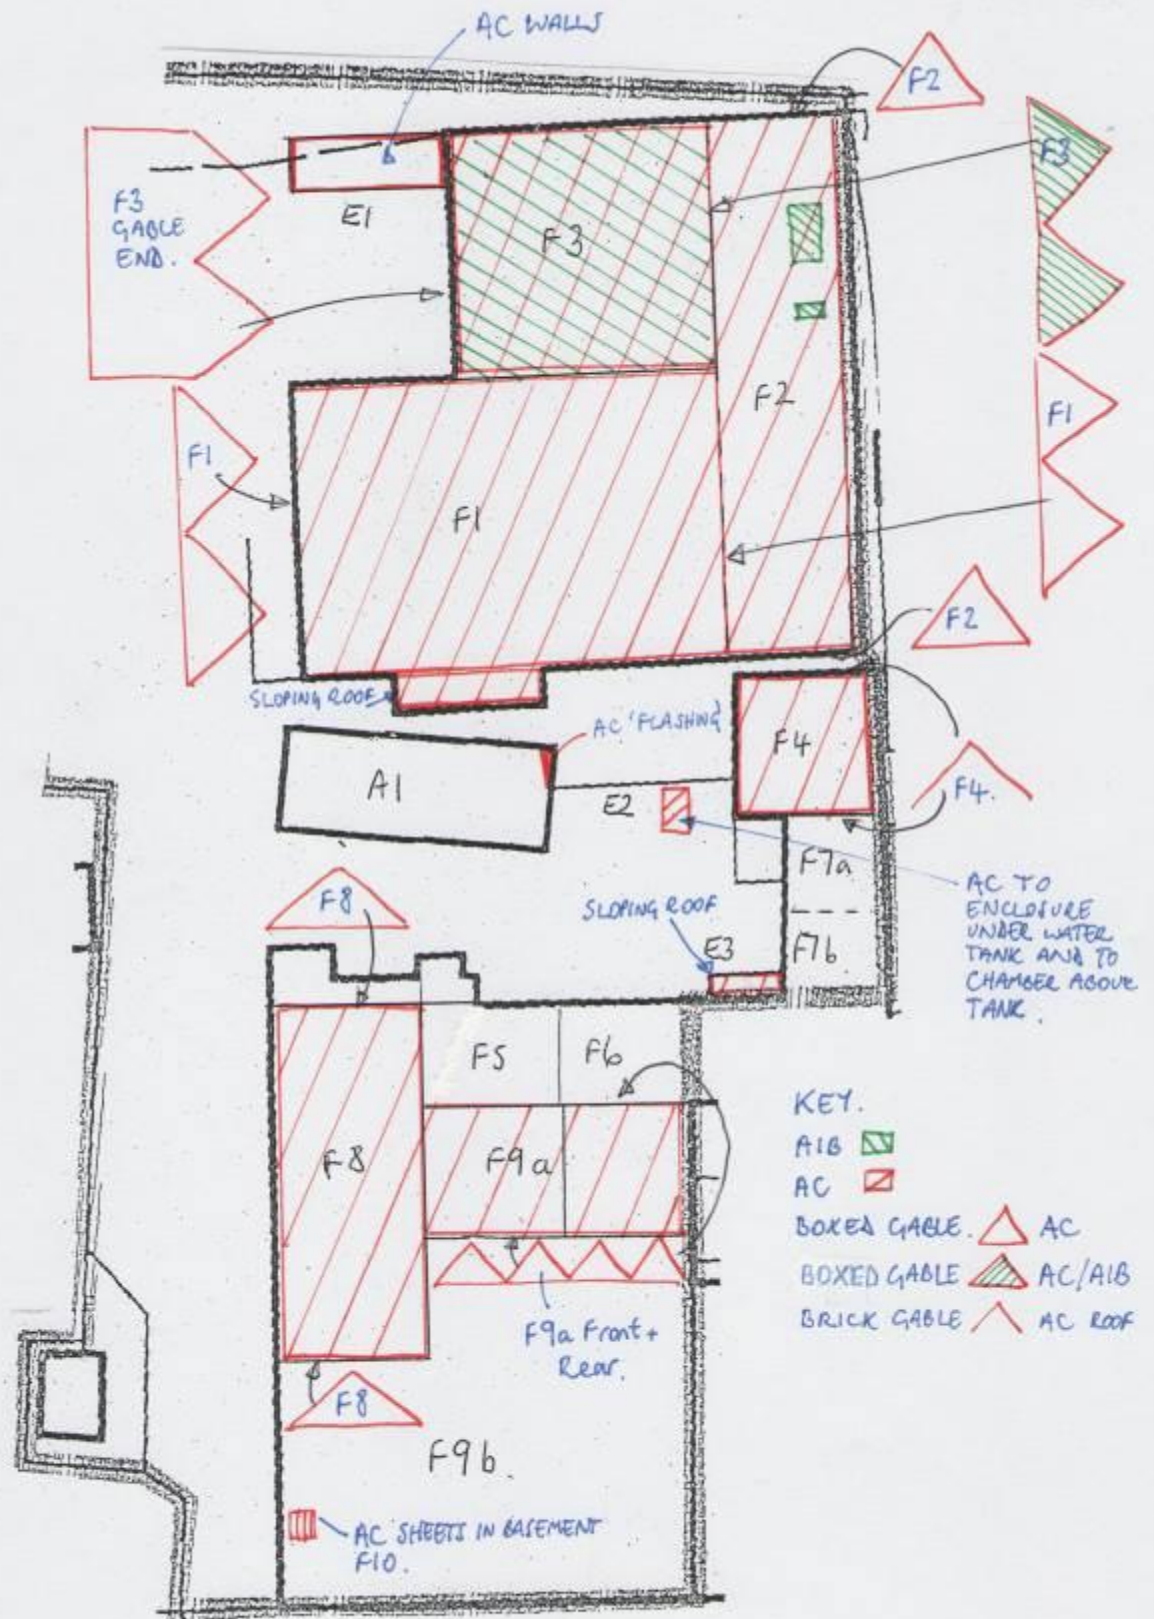 AC WALLS
F2
F3
F3
GABLE
END.
E1
F3
F2
F1
F1
F1
F2
SLOPING ROOF
AC 'FLASHING'
F4
A1
E2
F4.
F7a
AC TO
ENCLOSURE
UNDER WATER
TANK AND TO
CHAMBER ABOVE
TANK.
F8
SLOPING ROOF
E3
F7b
F5
F6
F8
F9a
KEY.
AIB
AC
BOXED GABLE. AC
BOXED GABLE AC/AIB
BRICK GABLE AC ROOF
F9a Front +
Rear.
F8
F9b.
AC SHEETS IN BASEMENT
F10.